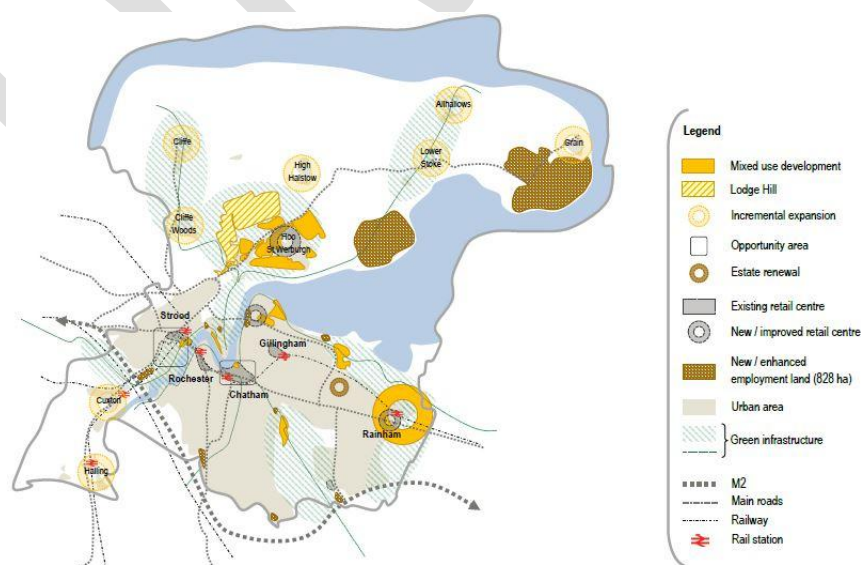 Allhallows
Cliffe
Grain
Lower
Stoke
High
Halstow
Cliffe
Woods
Hoo
St Werburgh
Strood
Gillingham
Rochester
Chatham
Cuxton
Rainham
Halling
Legend
Mixed use development
Lodge Hill
Incremental expansion
Opportunity area
Estate renewal
Existing retail centre
New / improved retail centre
New / enhanced
employment land (828 ha)
Urban area
Green infrastructure
M2
Main roads
Railway
Rail station